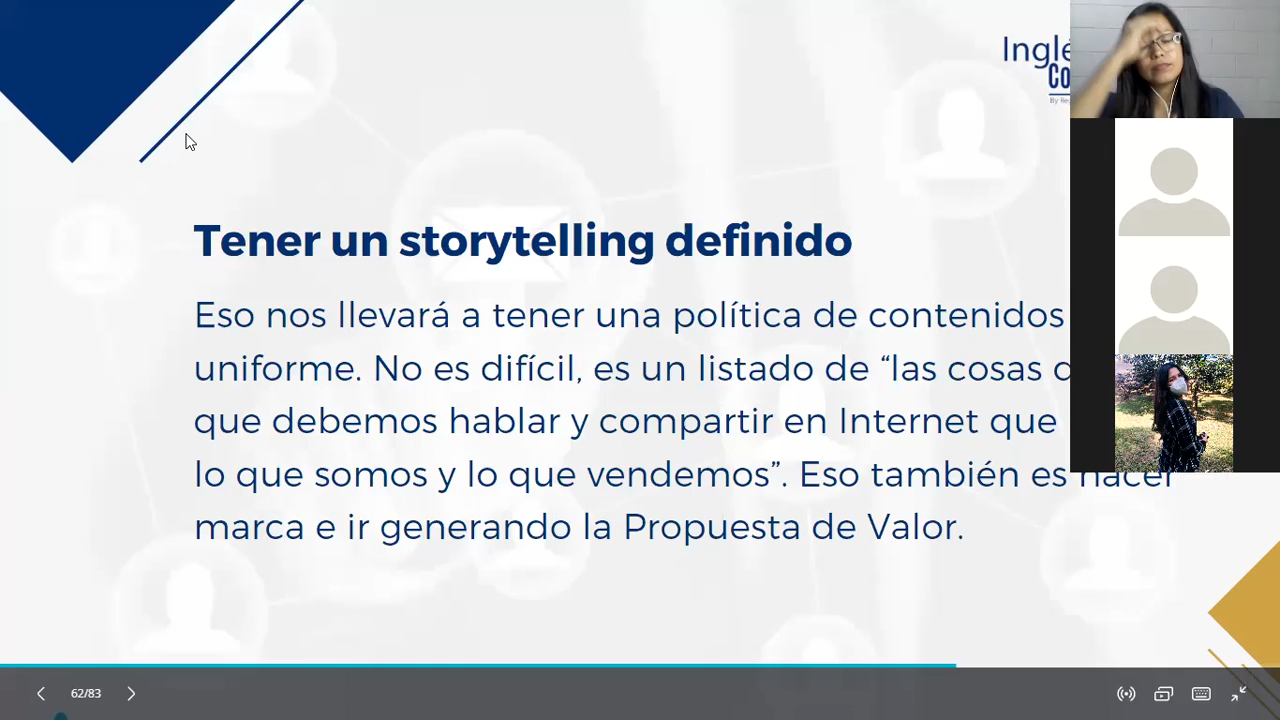 Tener un storytelling definido
Eso nos llevará a tener una política de contenidos
uniforme. No es difícil, es un listado de “las cosas
que debemos hablar y compartir en Internet que
lo que somos y lo que vendemos”. Eso también es hacer
marca e ir generando la Propuesta de Valor.
62/83